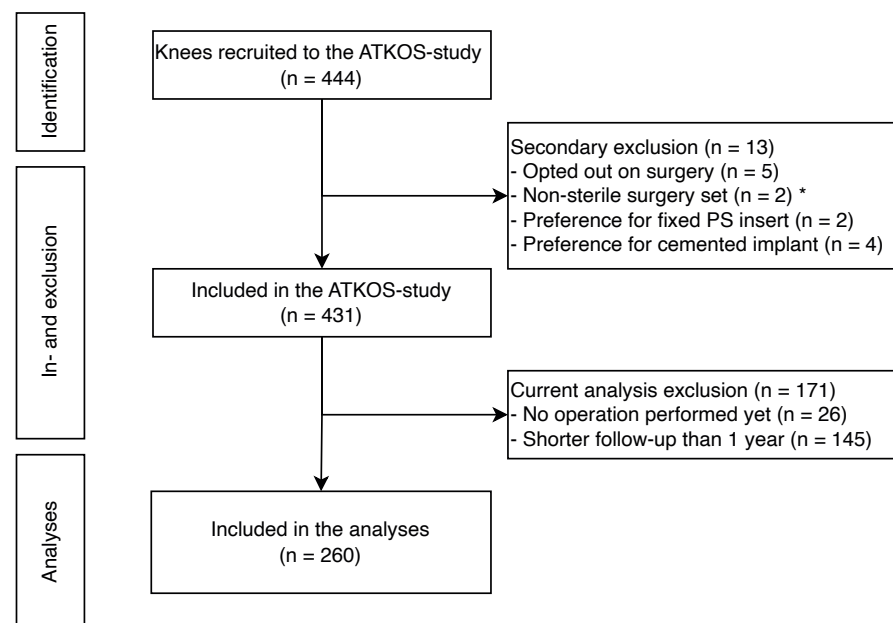 Identification
Knees recruited to the ATKOS-study
(n = 444)
Secondary exclusion (n = 13)
- Opted out on surgery (n = 5)
- Non-sterile surgery set (n = 2) *
- Preference for fixed PS insert (n = 2)
- Preference for cemented implant (n = 4)
In- and exclusion
Included in the ATKOS-study
(n = 431)
Current analysis exclusion (n = 171)
- No operation performed yet (n = 26)
- Shorter follow-up than 1 year (n = 145)
Analyses
Included in the analyses
(n = 260)